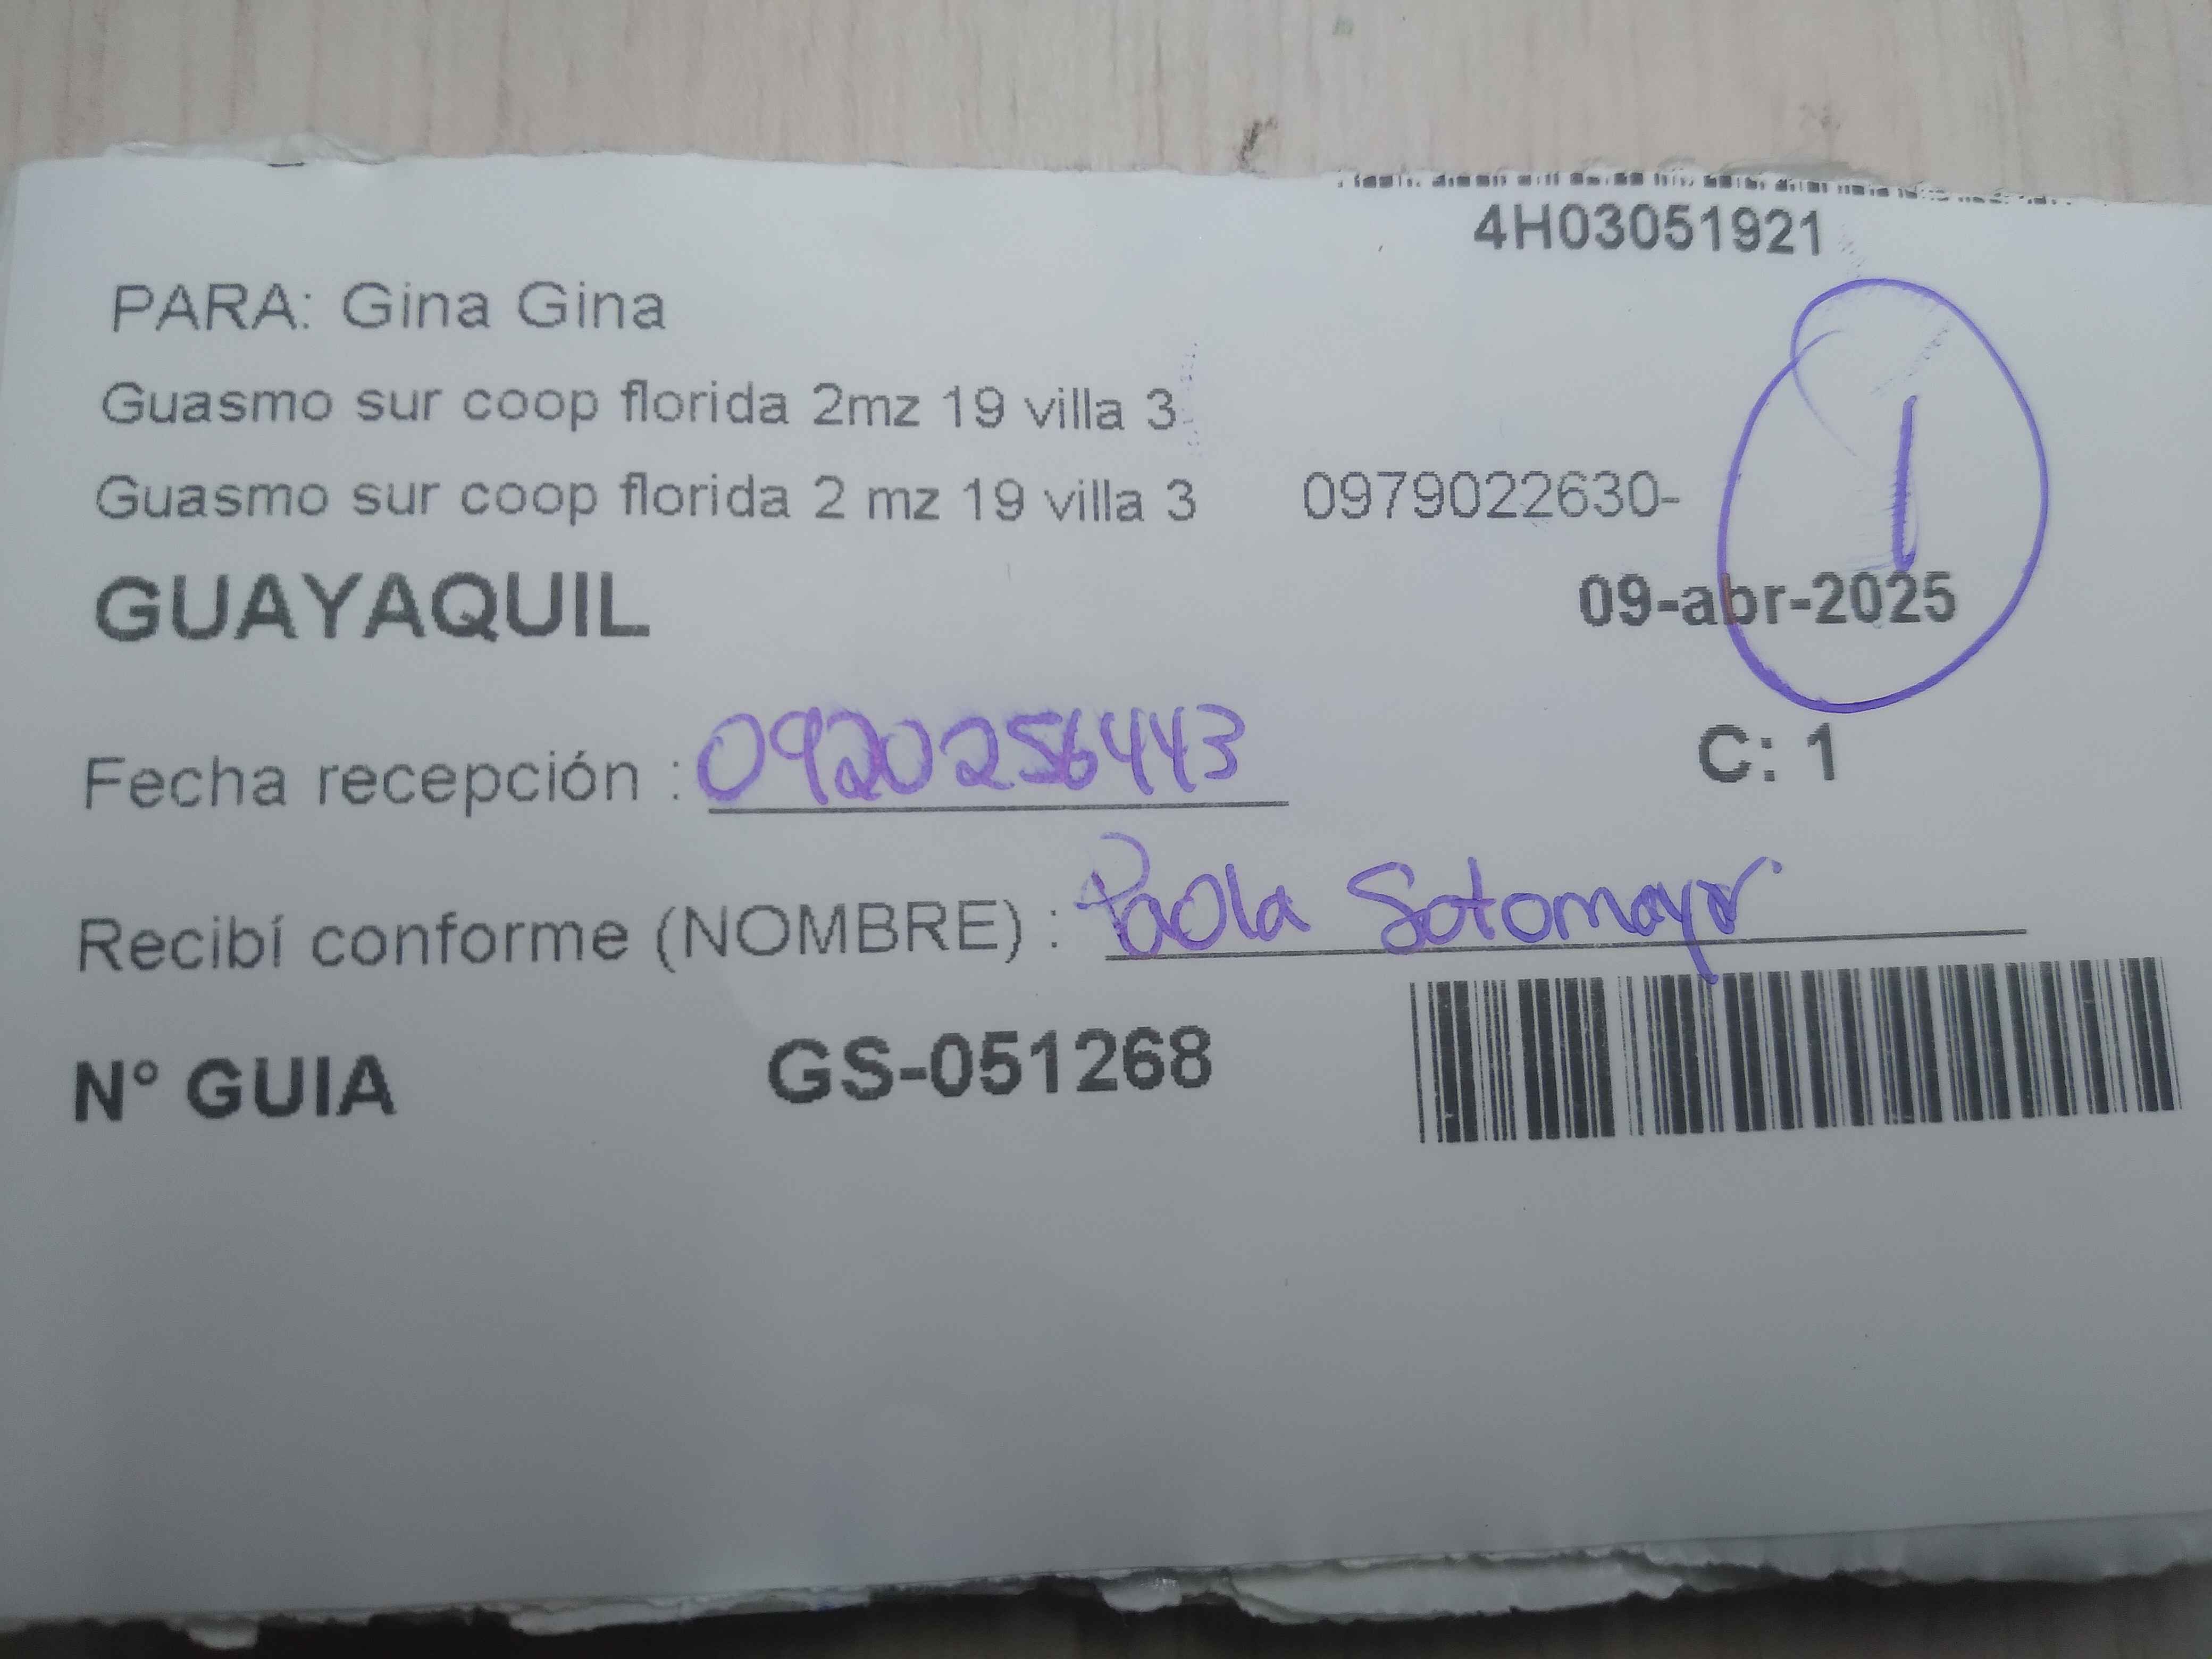 4H03051921
PARA: Gina Gina
Guasmo sur coop florida 2mz 19 villa 3
Guasmo sur coop florida 2 mz 19 villa 3 0979022630-
1
GUAYAQUIL 09-abr-2025
Fecha recepción : 0920256443 C: 1
Recibí conforme (NOMBRE) : Paola Sotomayor
N° GUIA GS-051268